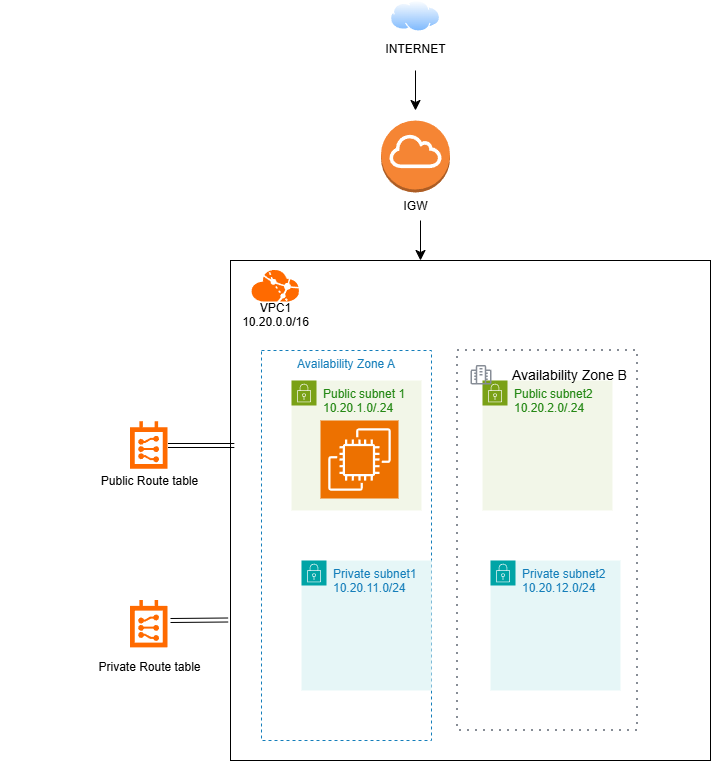 INTERNET
IGW
VPC1
10.20.0.0/16
Availability Zone A
Public subnet 1
10.20.1.0/.24
Availability Zone B
Public subnet2
10.20.2.0/.24
Public Route table
Private subnet1
10.20.11.0/24
Private subnet2
10.20.12.0/24
Private Route table